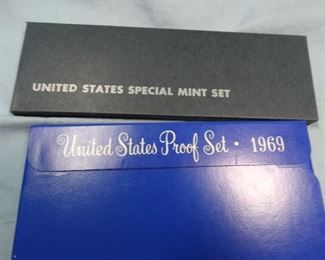 UNITED STATES SPECIAL MINT SET
United States Proof Set · 1969